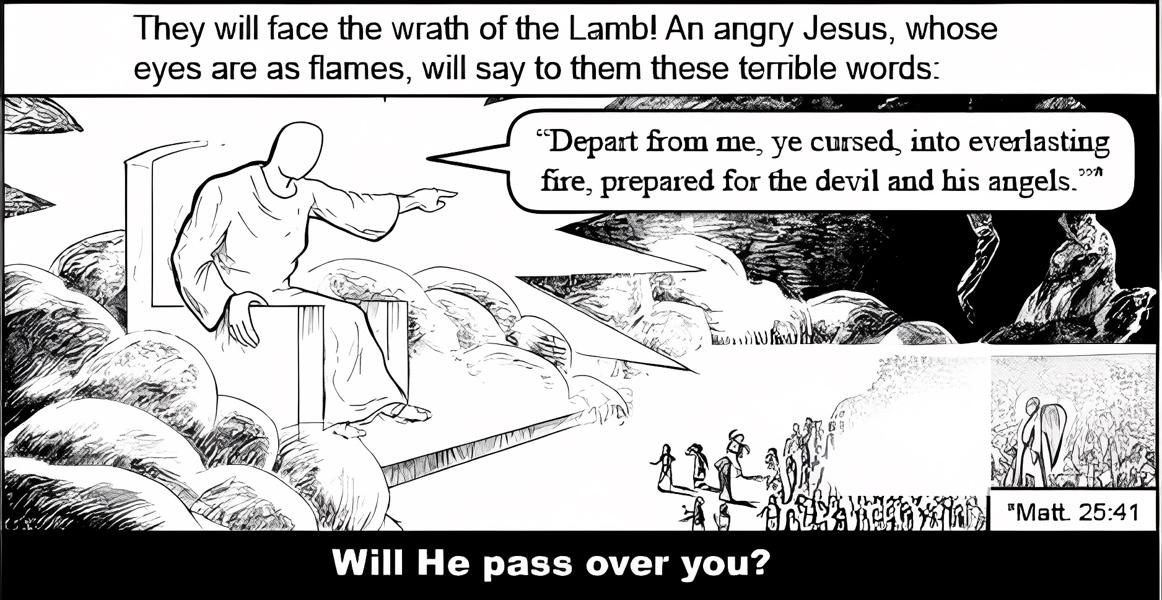 They will face the wrath of the Lamb! An angry Jesus, whose
eyes are as flames, will say to them these terrible words:
“Depart from me, ye cursed, into everlasting
fire, prepared for the devil and his angels.”"*
*Matt. 25:41
Will He pass over you?